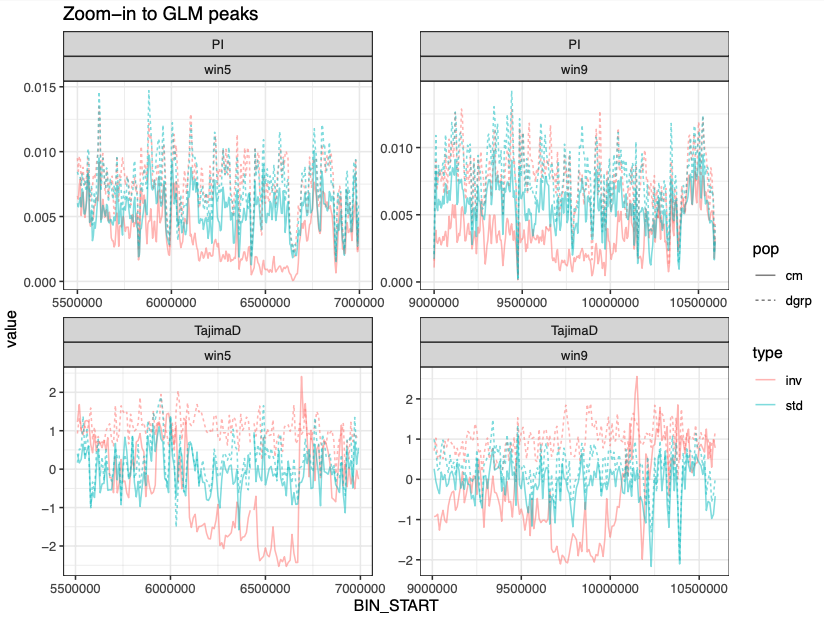 Zoom−in to GLM peaks
PI
PI
win5
win9
0.015
0.010
0.005
0.000
0.010
0.005
0.000
5500000 6000000 6500000 7000000
9000000 9500000 10000000 10500000
value
TajimaD
TajimaD
win5
win9
2
1
0
−1
−2
2
1
0
−1
−2
5500000 6000000 6500000 7000000
9000000 9500000 10000000 10500000
BIN_START
pop
cm
dgrp
type
inv
std